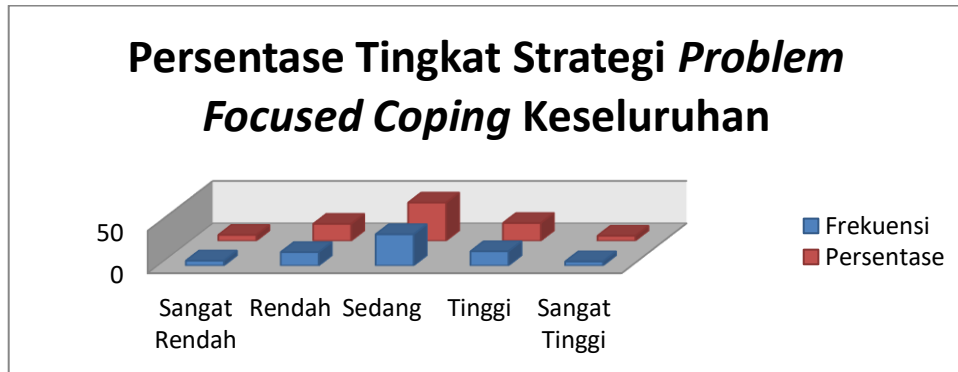 Persentase Tingkat Strategi Problem
Focused Coping Keseluruhan
50
0
Sangat Rendah Sedang Tinggi Sangat
Rendah Tinggi
Frekuensi
Persentase